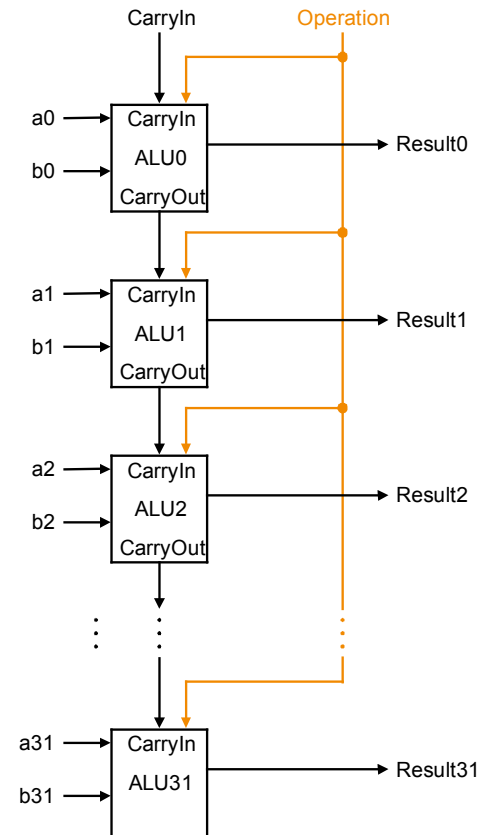 CarryIn Operation
a0 CarryIn
ALU0 Result0
b0
CarryOut
a1 CarryIn
ALU1 Result1
b1
CarryOut
a2 CarryIn
ALU2 Result2
b2
CarryOut
a31 CarryIn
ALU31 Result31
b31